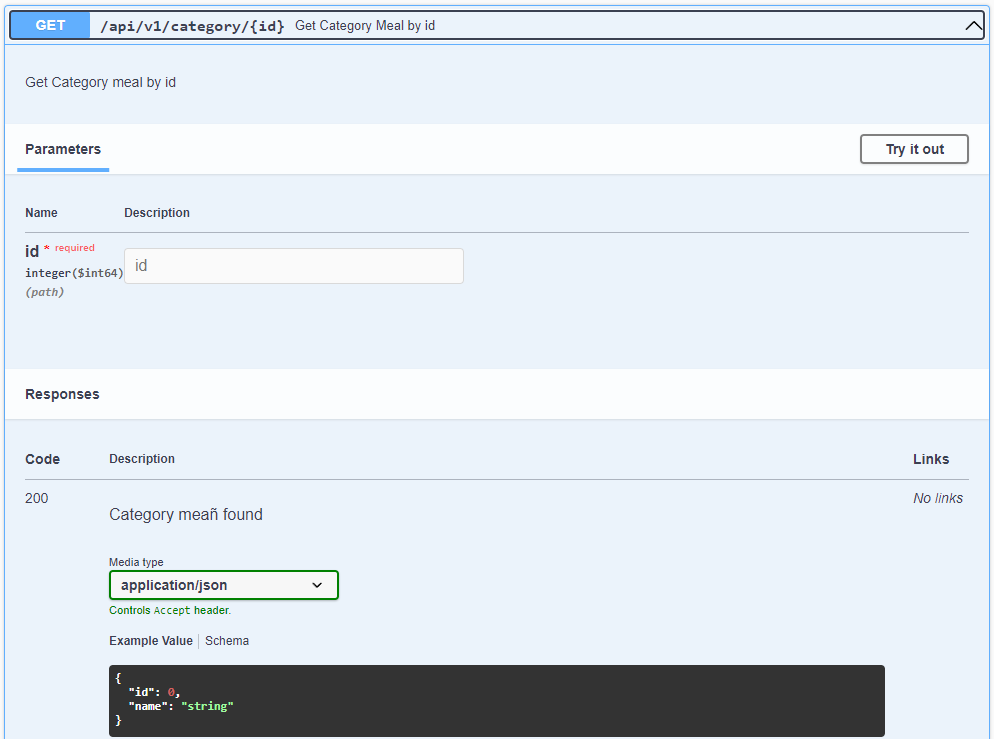 GET /api/v1/category/{id} Get Category Meal by id
Get Category meal by id
Parameters Try it out
Name Description
id * required
integer($int64)
(path)
id
Responses
Code Description Links
200 No links
Category meañ found
Media type
application/json
Controls Accept header.
Example Value Schema
{
  "id": 0,
  "name": "string"
}